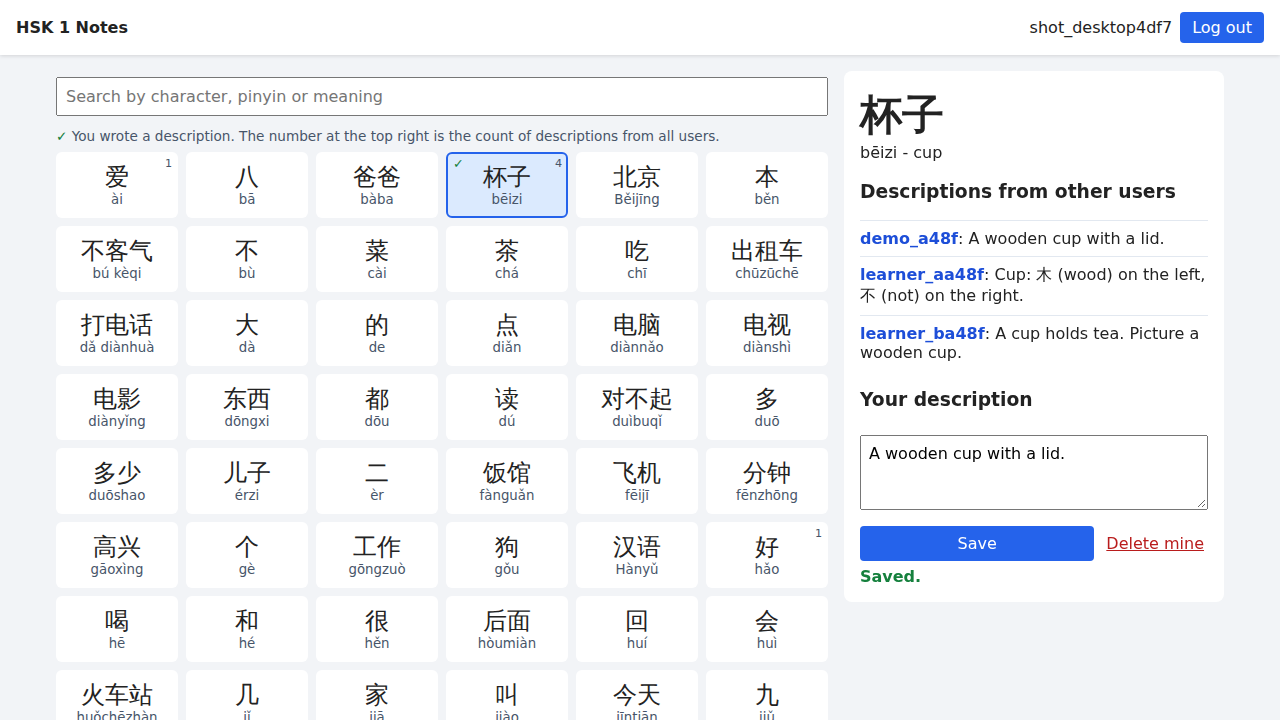 HSK 1 Notes
shot_desktop4df7
Log out
Search by character, pinyin or meaning
✓ You wrote a description. The number at the top right is the count of descriptions from all users.
爱 1
ài
八
bā
爸爸
bàba
✓ 杯子 4
bēizi
北京
Běijīng
本
běn
不客气
bú kèqi
不
bù
菜
cài
茶
chá
吃
chī
出租车
chūzūchē
打电话
dǎ diànhuà
大
dà
的
de
点
diǎn
电脑
diànnǎo
电视
diànshì
电影
diànyǐng
东西
dōngxi
都
dōu
读
dú
对不起
duìbuqǐ
多
duō
多少
duōshao
儿子
érzi
二
èr
饭馆
fànguǎn
飞机
fēijī
分钟
fēnzhōng
高兴
gāoxìng
个
gè
工作
gōngzuò
狗
gǒu
汉语
Hànyǔ
好 1
hǎo
喝
hē
和
hé
很
hěn
后面
hòumiàn
回
huí
会
huì
火车站
huǒchēzhàn
几
jǐ
家
jiā
叫
jiào
今天
jīntiān
九
jiǔ
杯子
bēizi - cup
Descriptions from other users
demo_a48f: A wooden cup with a lid.
learner_aa48f: Cup: 木 (wood) on the left,
不 (not) on the right.
learner_ba48f: A cup holds tea. Picture a
wooden cup.
Your description
A wooden cup with a lid.
Save
Delete mine
Saved.